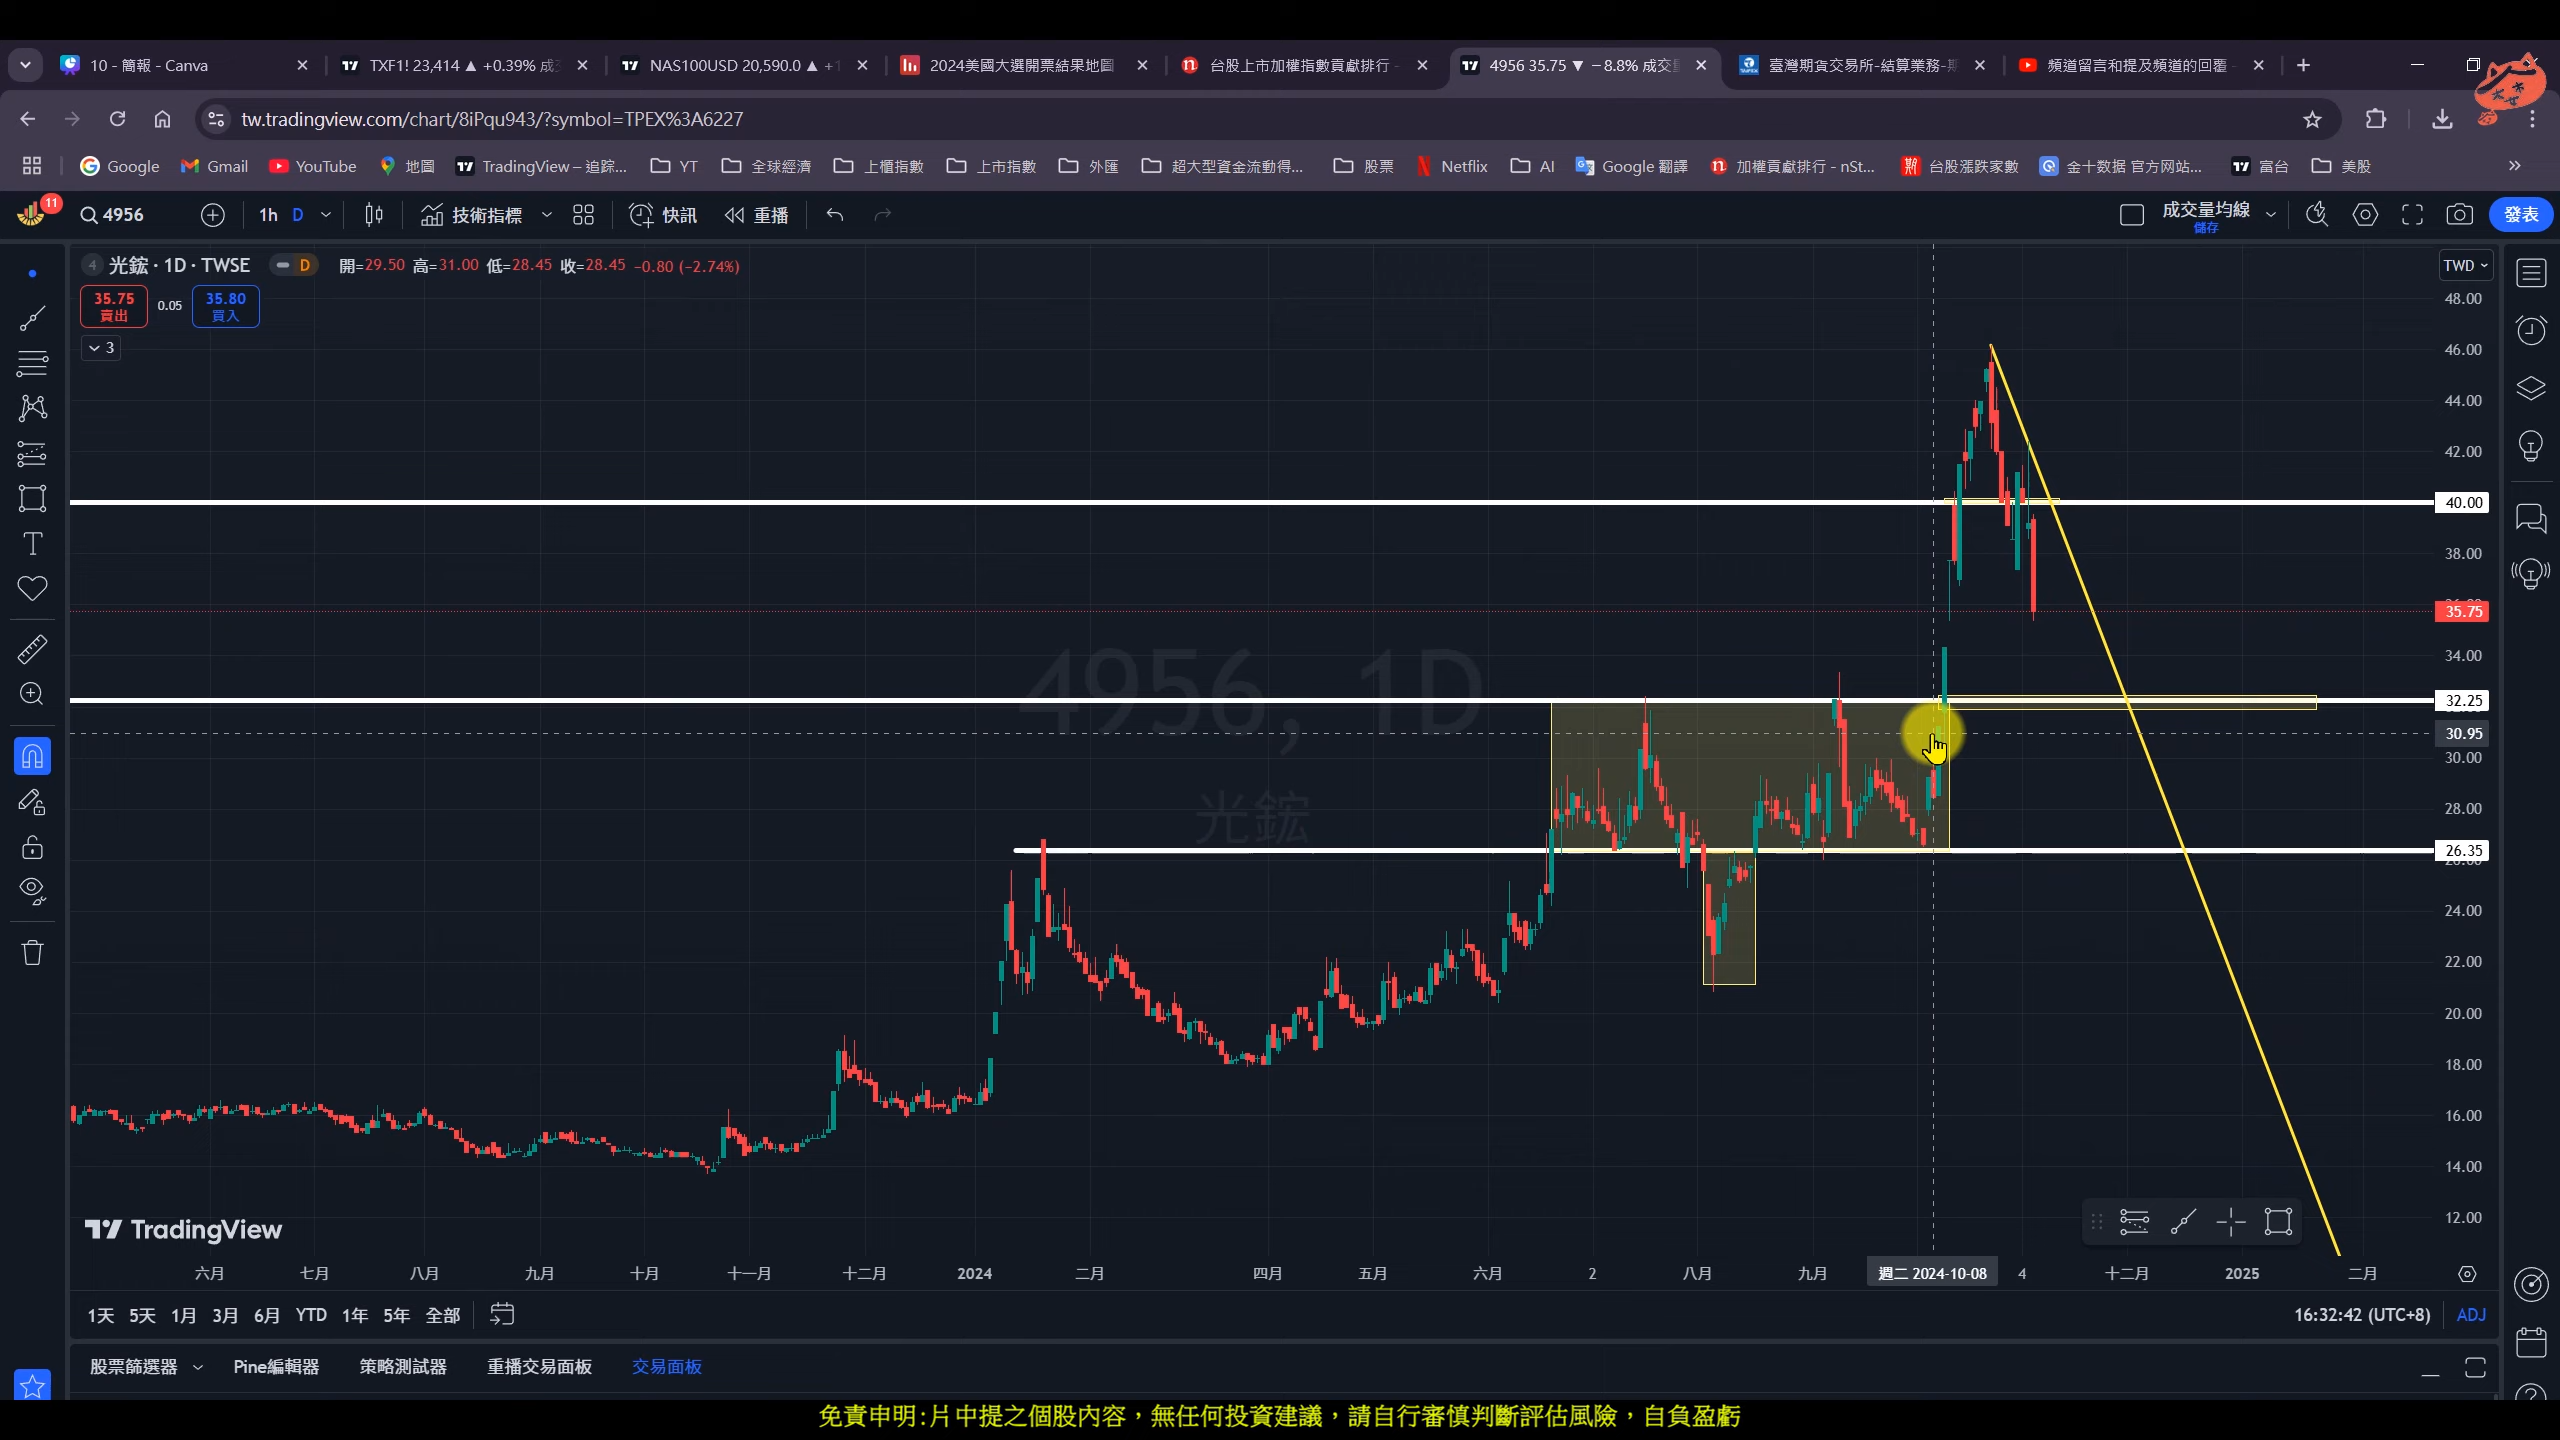 10 - 簡報 - Canva
TXF1! 23,414 ▲ +0.39% 成
NAS100USD 20,590.0 ▲ +
2024美國大選開票結果地圖
台股上市加權指數貢獻排行 -
4956 35.75 ▼ −8.8% 成交量
臺灣期貨交易所-結算業務-
頻道留言和提及頻道的回覆
tw.tradingview.com/chart/8iPqu943/?symbol=TPEX%3A6227
Google
Gmail
YouTube
地圖
TradingView – 追踪...
YT
全球經濟
上櫃指數
上市指數
外匯
超大型資金流動得...
股票
Netflix
AI
Google 翻譯
加權貢獻排行 - nSt...
台股漲跌家數
金十数据 官方网站...
富台
美股
11
4956
1h D
技術指標
快訊
重播
成交量均線
儲存
發表
4 光鋐 · 1D · TWSE D 開=29.50 高=31.00 低=28.45 收=28.45 −0.80 (−2.74%)
35.75 賣出
0.05
35.80 買入
3
TWD
48.00
46.00
44.00
42.00
40.00
38.00
35.75
34.00
32.25
30.95
30.00
28.00
26.35
24.00
22.00
20.00
18.00
16.00
14.00
12.00
4956, 1D
光鋐
TradingView
六月 七月 八月 九月 十月 十一月 十二月 2024 二月 四月 五月 六月 2 八月 九月 週二 2024-10-08 4 十二月 2025 二月
1天 5天 1月 3月 6月 YTD 1年 5年 全部
16:32:42 (UTC+8) ADJ
股票篩選器 Pine編輯器 策略測試器 重播交易面板 交易面板
免責申明:片中提之個股內容，無任何投資建議，請自行審慎判斷評估風險，自負盈虧